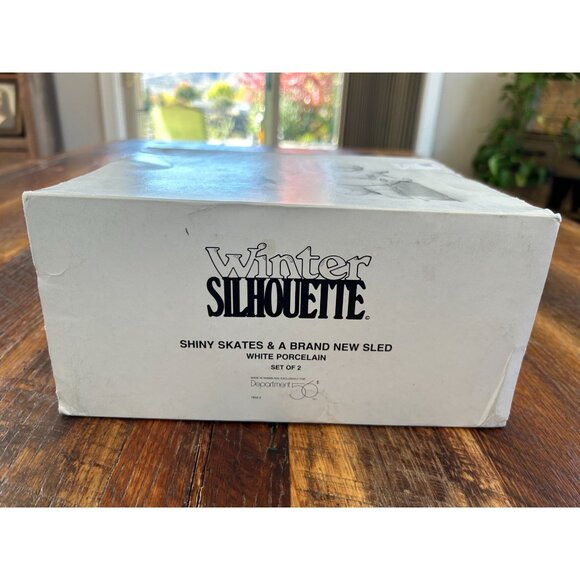 Winter
SILHOUETTE ©
SHINY SKATES & A BRAND NEW SLED
WHITE PORCELAIN
SET OF 2
Department 56